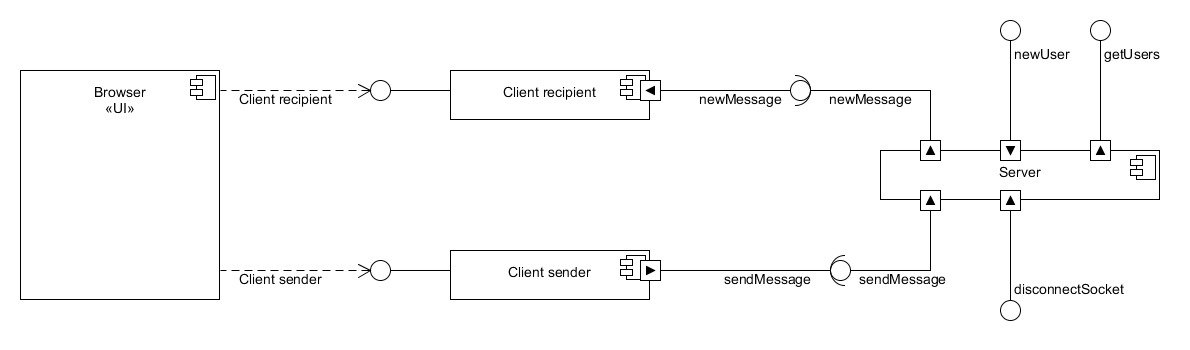 newUser
getUsers
Browser
«UI»
Client recipient
Client recipient
newMessage
newMessage
Server
Client sender
Client sender
sendMessage
sendMessage
disconnectSocket